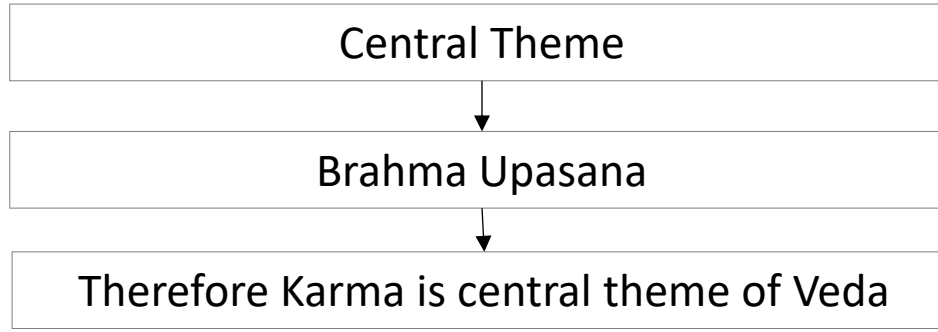 Central Theme
Brahma Upasana
Therefore Karma is central theme of Veda